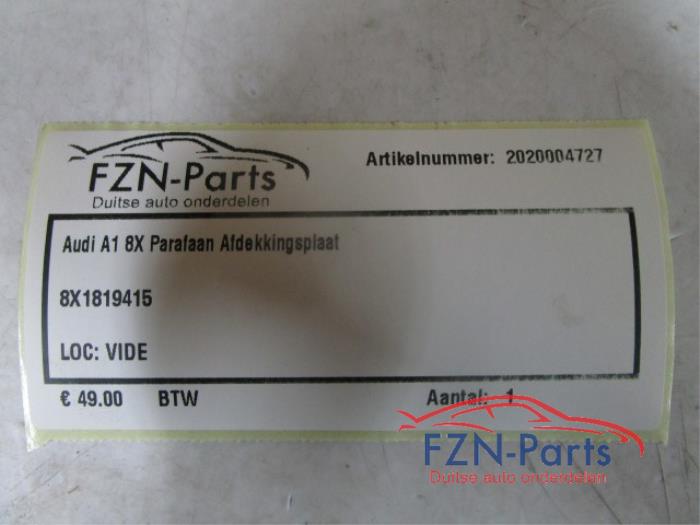 FZN-Parts
Duitse auto onderdelen
Artikelnummer: 2020004727
Audi A1 8X Parafaan Afdekkingsplaat
8X1819415
LOC: VIDE
€ 49.00 BTW Aantal: 1
FZN-Parts
Duitse auto onderdelen